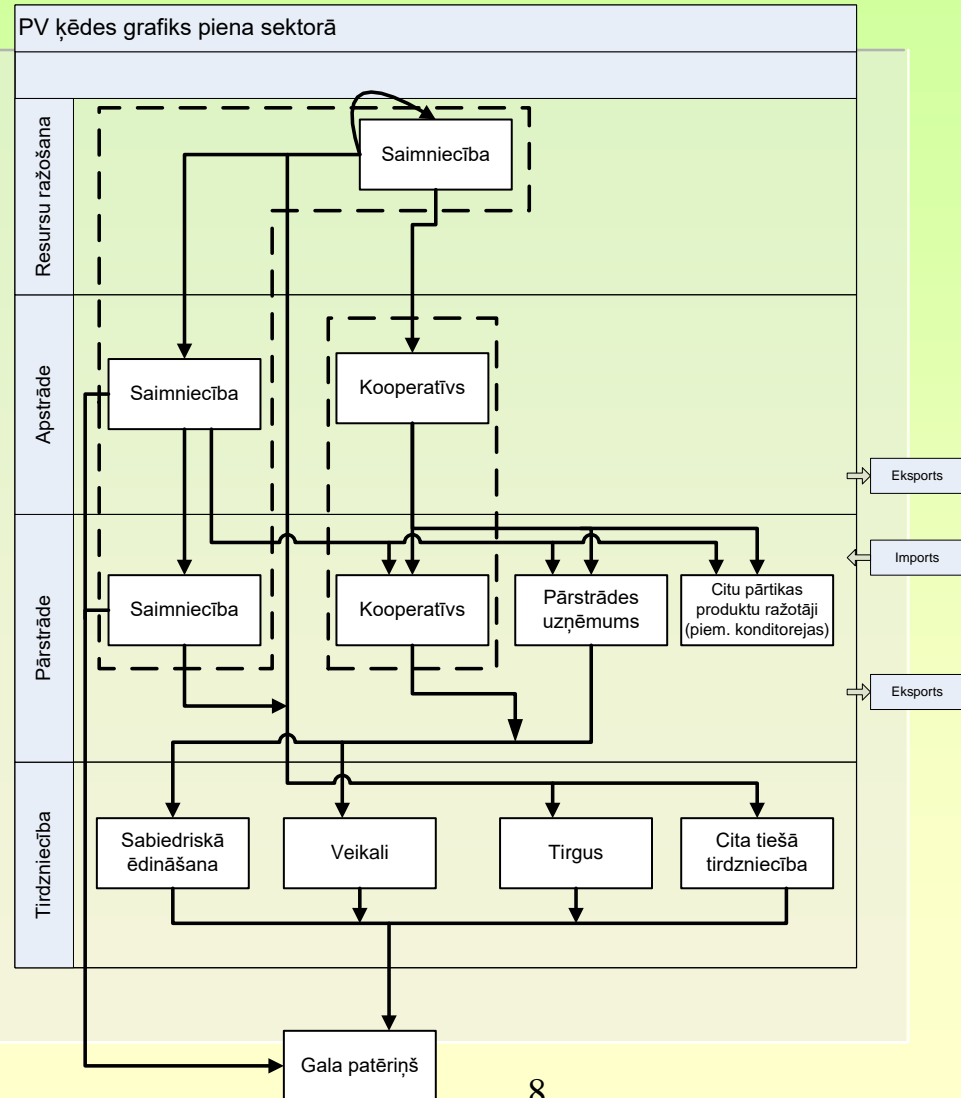 PV ķēdes grafiks piena sektorā
Resursu ražošana
Saimniecība
Apstrāde
Saimniecība
Kooperatīvs
Eksports
Pārstrāde
Imports
Saimniecība
Kooperatīvs
Pārstrādes
uzņēmums
Citu pārtikas
produktu ražotāji
(piem. konditorejas)
Eksports
Tirdzniecība
Sabiedriskā
ēdināšana
Veikali
Tirgus
Cita tiešā
tirdzniecība
Gala patēriņš
8